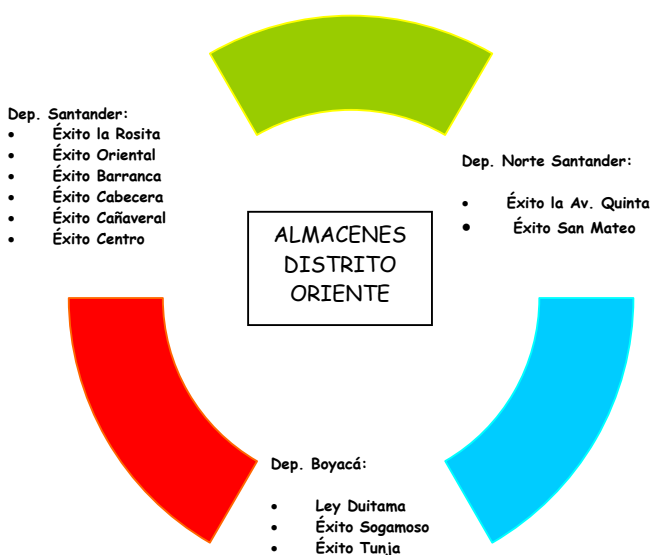 Dep. Santander:
• Éxito la Rosita
• Éxito Oriental
• Éxito Barranca
• Éxito Cabecera
• Éxito Cañaveral
• Éxito Centro
Dep. Norte Santander:
• Éxito la Av. Quinta
• Éxito San Mateo
ALMACENES
DISTRITO
ORIENTE
Dep. Boyacá:
• Ley Duitama
• Éxito Sogamoso
• Éxito Tunja